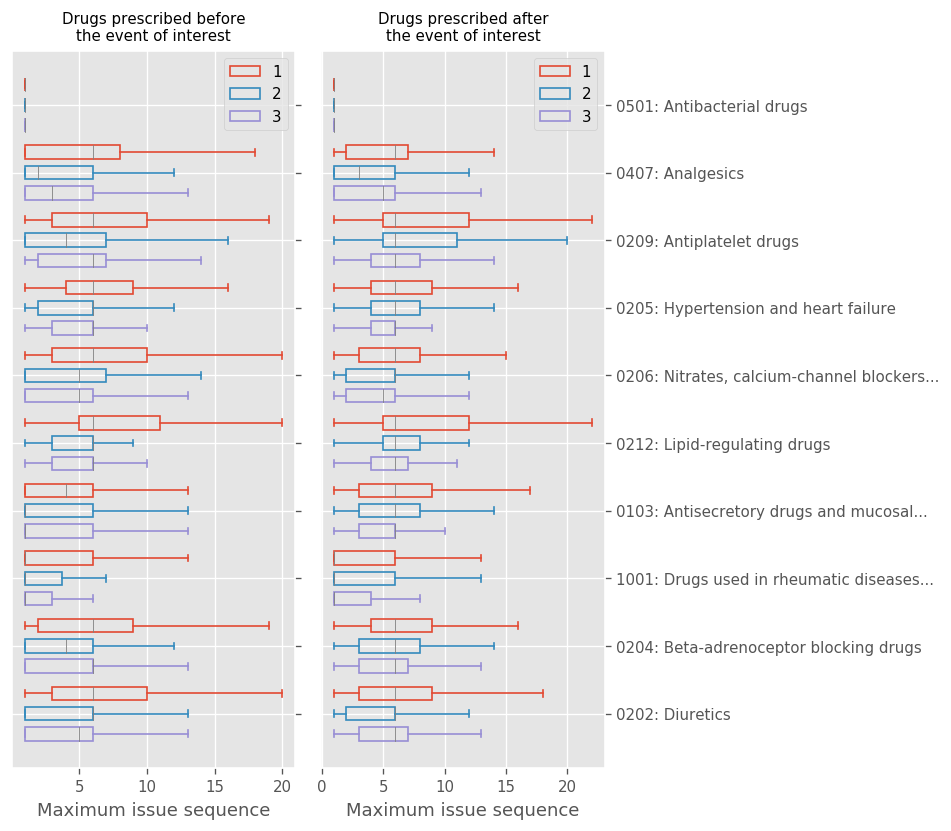 Drugs prescribed before
the event of interest
Drugs prescribed after
the event of interest
1
2
3
1
2
3
0501: Antibacterial drugs
0407: Analgesics
0209: Antiplatelet drugs
0205: Hypertension and heart failure
0206: Nitrates, calcium-channel blockers...
0212: Lipid-regulating drugs
0103: Antisecretory drugs and mucosal...
1001: Drugs used in rheumatic diseases...
0204: Beta-adrenoceptor blocking drugs
0202: Diuretics
5 10 15 20
0 5 10 15 20
Maximum issue sequence
Maximum issue sequence